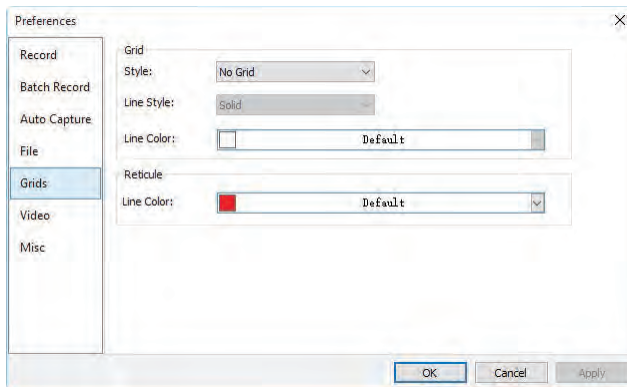 Preferences
Record
Batch Record
Auto Capture
File
Grids
Video
Misc
Grid
Style: No Grid
Line Style: Solid
Line Color: Default
Reticule
Line Color: Default
OK Cancel Apply